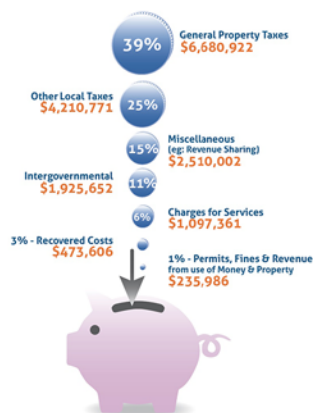 39%
General Property Taxes
$6,680,922
Other Local Taxes
$4,210,771
25%
15%
Miscellaneous
(eg: Revenue Sharing)
$2,510,002
Intergovernmental
$1,925,652
11%
6%
Charges for Services
$1,097,361
3% - Recovered Costs
$473,606
1% - Permits, Fines & Revenue
from use of Money & Property
$235,986